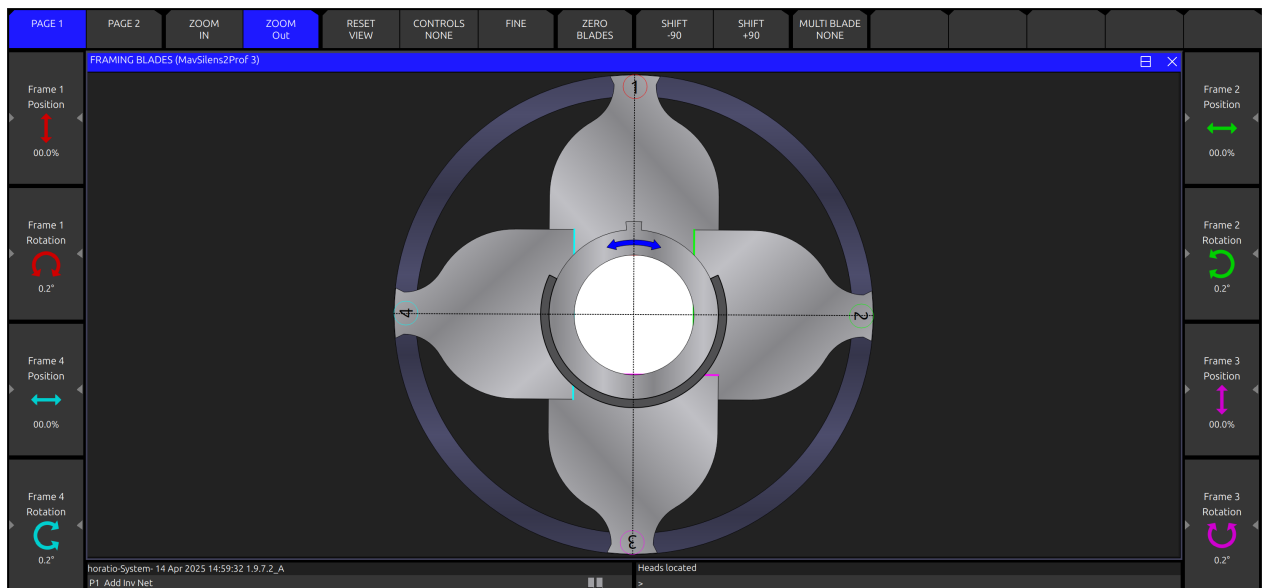 PAGE 1
PAGE 2
ZOOM
IN
ZOOM
Out
RESET
VIEW
CONTROLS
NONE
FINE
ZERO
BLADES
SHIFT
-90
SHIFT
+90
MULTI BLADE
NONE
FRAMING BLADES (MavSilens2Prof 3)
Frame 1
Position
00.0%
Frame 1
Rotation
0.2°
Frame 4
Position
00.0%
Frame 4
Rotation
0.2°
1
2
3
4
Frame 2
Position
00.0%
Frame 2
Rotation
0.2°
Frame 3
Position
00.0%
Frame 3
Rotation
0.2°
horatio-System- 14 Apr 2025 14:59:32 1.9.7.2_A
Heads located
P1 Add Inv Net
>